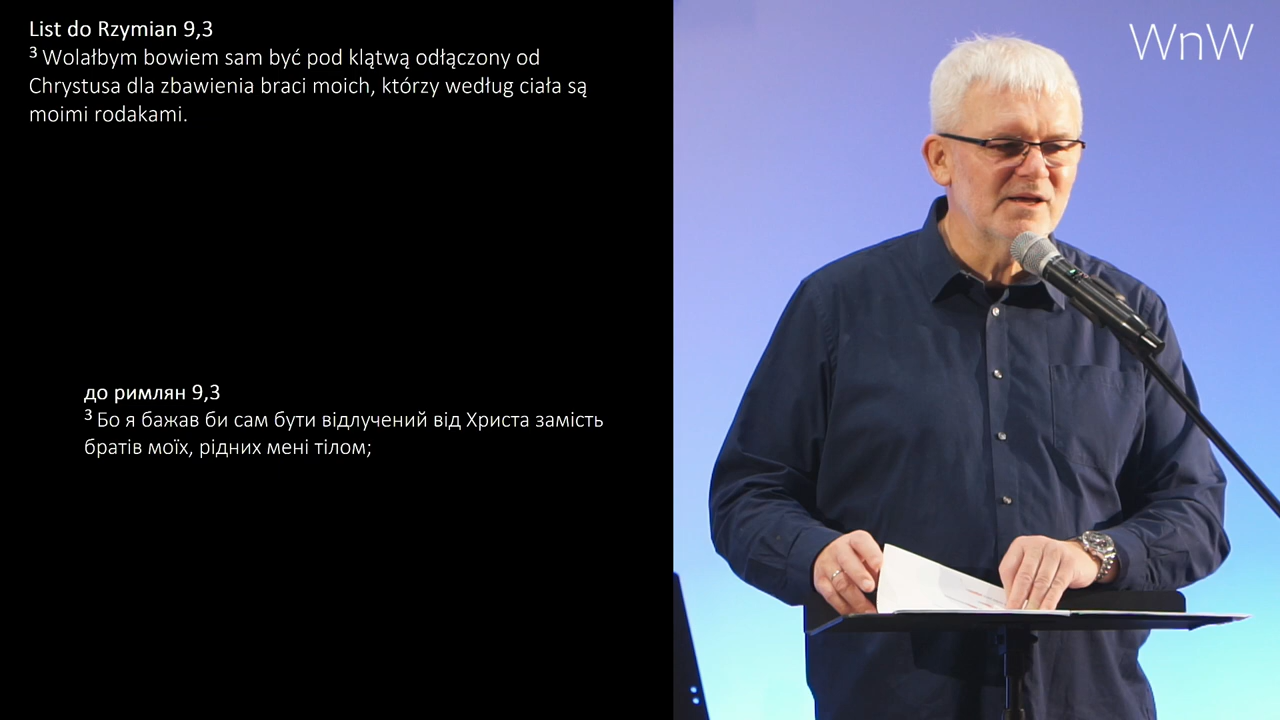 List do Rzymian 9,3
3 Wolałbym bowiem sam być pod klątwą odłączony od
Chrystusa dla zbawienia braci moich, którzy według ciała są
moimi rodakami.
до римлян 9,3
3 Бо я бажав би сам бути відлучений від Христа замість
братів моїх, рідних мені тілом;
WnW